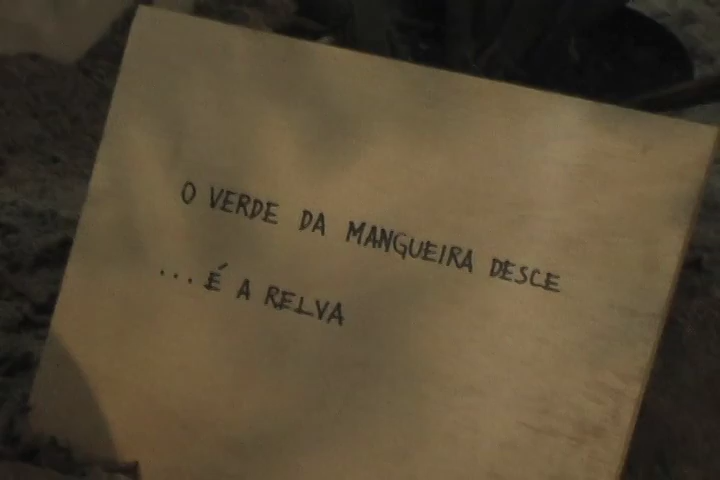 O VERDE DA MANGUEIRA DESCE
... É A RELVA